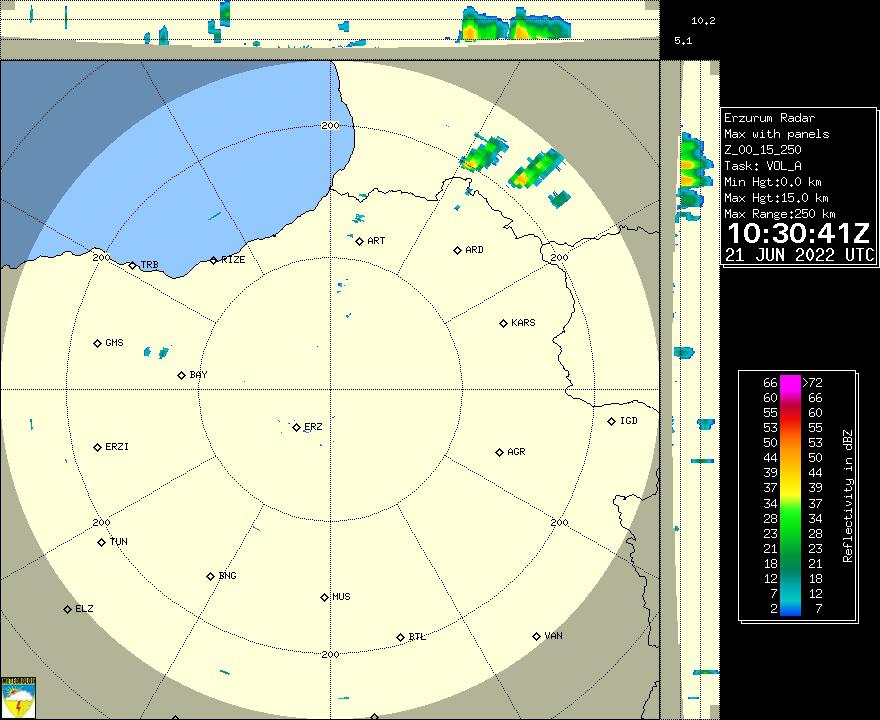 10.2
5.1
200
200
200
200
200
200
TRB
RIZE
ART
ARD
GMS
BAY
KARS
ERZ
IGD
ERZI
AGR
TUN
BNG
MUS
ELZ
BTL
VAN
Erzurum Radar
Max with panels
Z_00_15_250
Task: VOL_A
Min Hgt:0.0 km
Max Hgt:15.0 km
Max Range:250 km
10:30:41Z
21 JUN 2022 UTC
66 >72
60 66
55 60
53 55
50 53
44 50
39 44
37 39
34 37
28 34
23 28
21 23
18 21
12 18
7 12
2 7
Reflectivity in dBZ